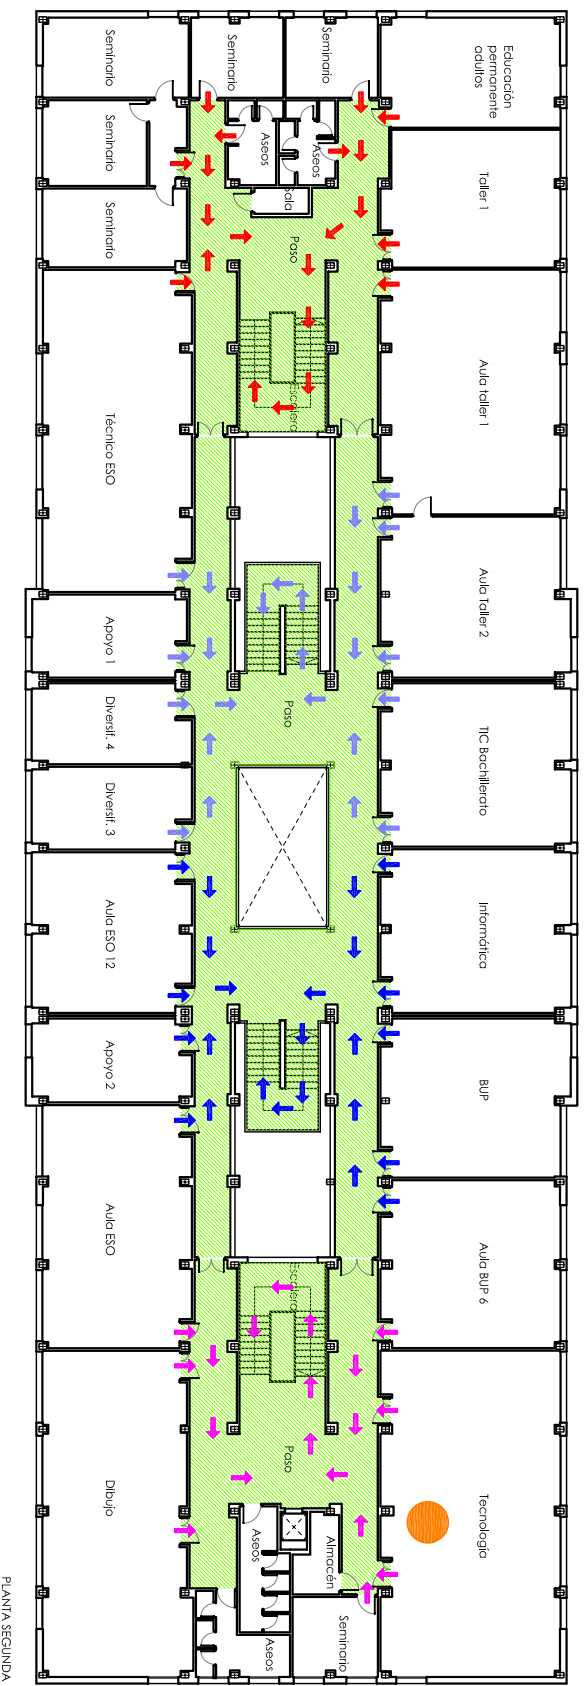 Seminario
Seminario
Seminario
Educación
permanente
adultos
Seminario
Aseos
Aseos
Taller 1
Seminario
Sala
Paso
Técnico ESO
Escalera
Aula taller 1
Apoyo 1
Aula Taller 2
Diversif. 4
Paso
TIC Bachillerato
Diversif. 3
Aula ESO 12
Informática
Apoyo 2
BUP
Aula ESO
Escalera
Aula BUP 6
Dibujo
Paso
Tecnología
Aseos
Almacén
Aseos
Seminario
PLANTA SEGUNDA